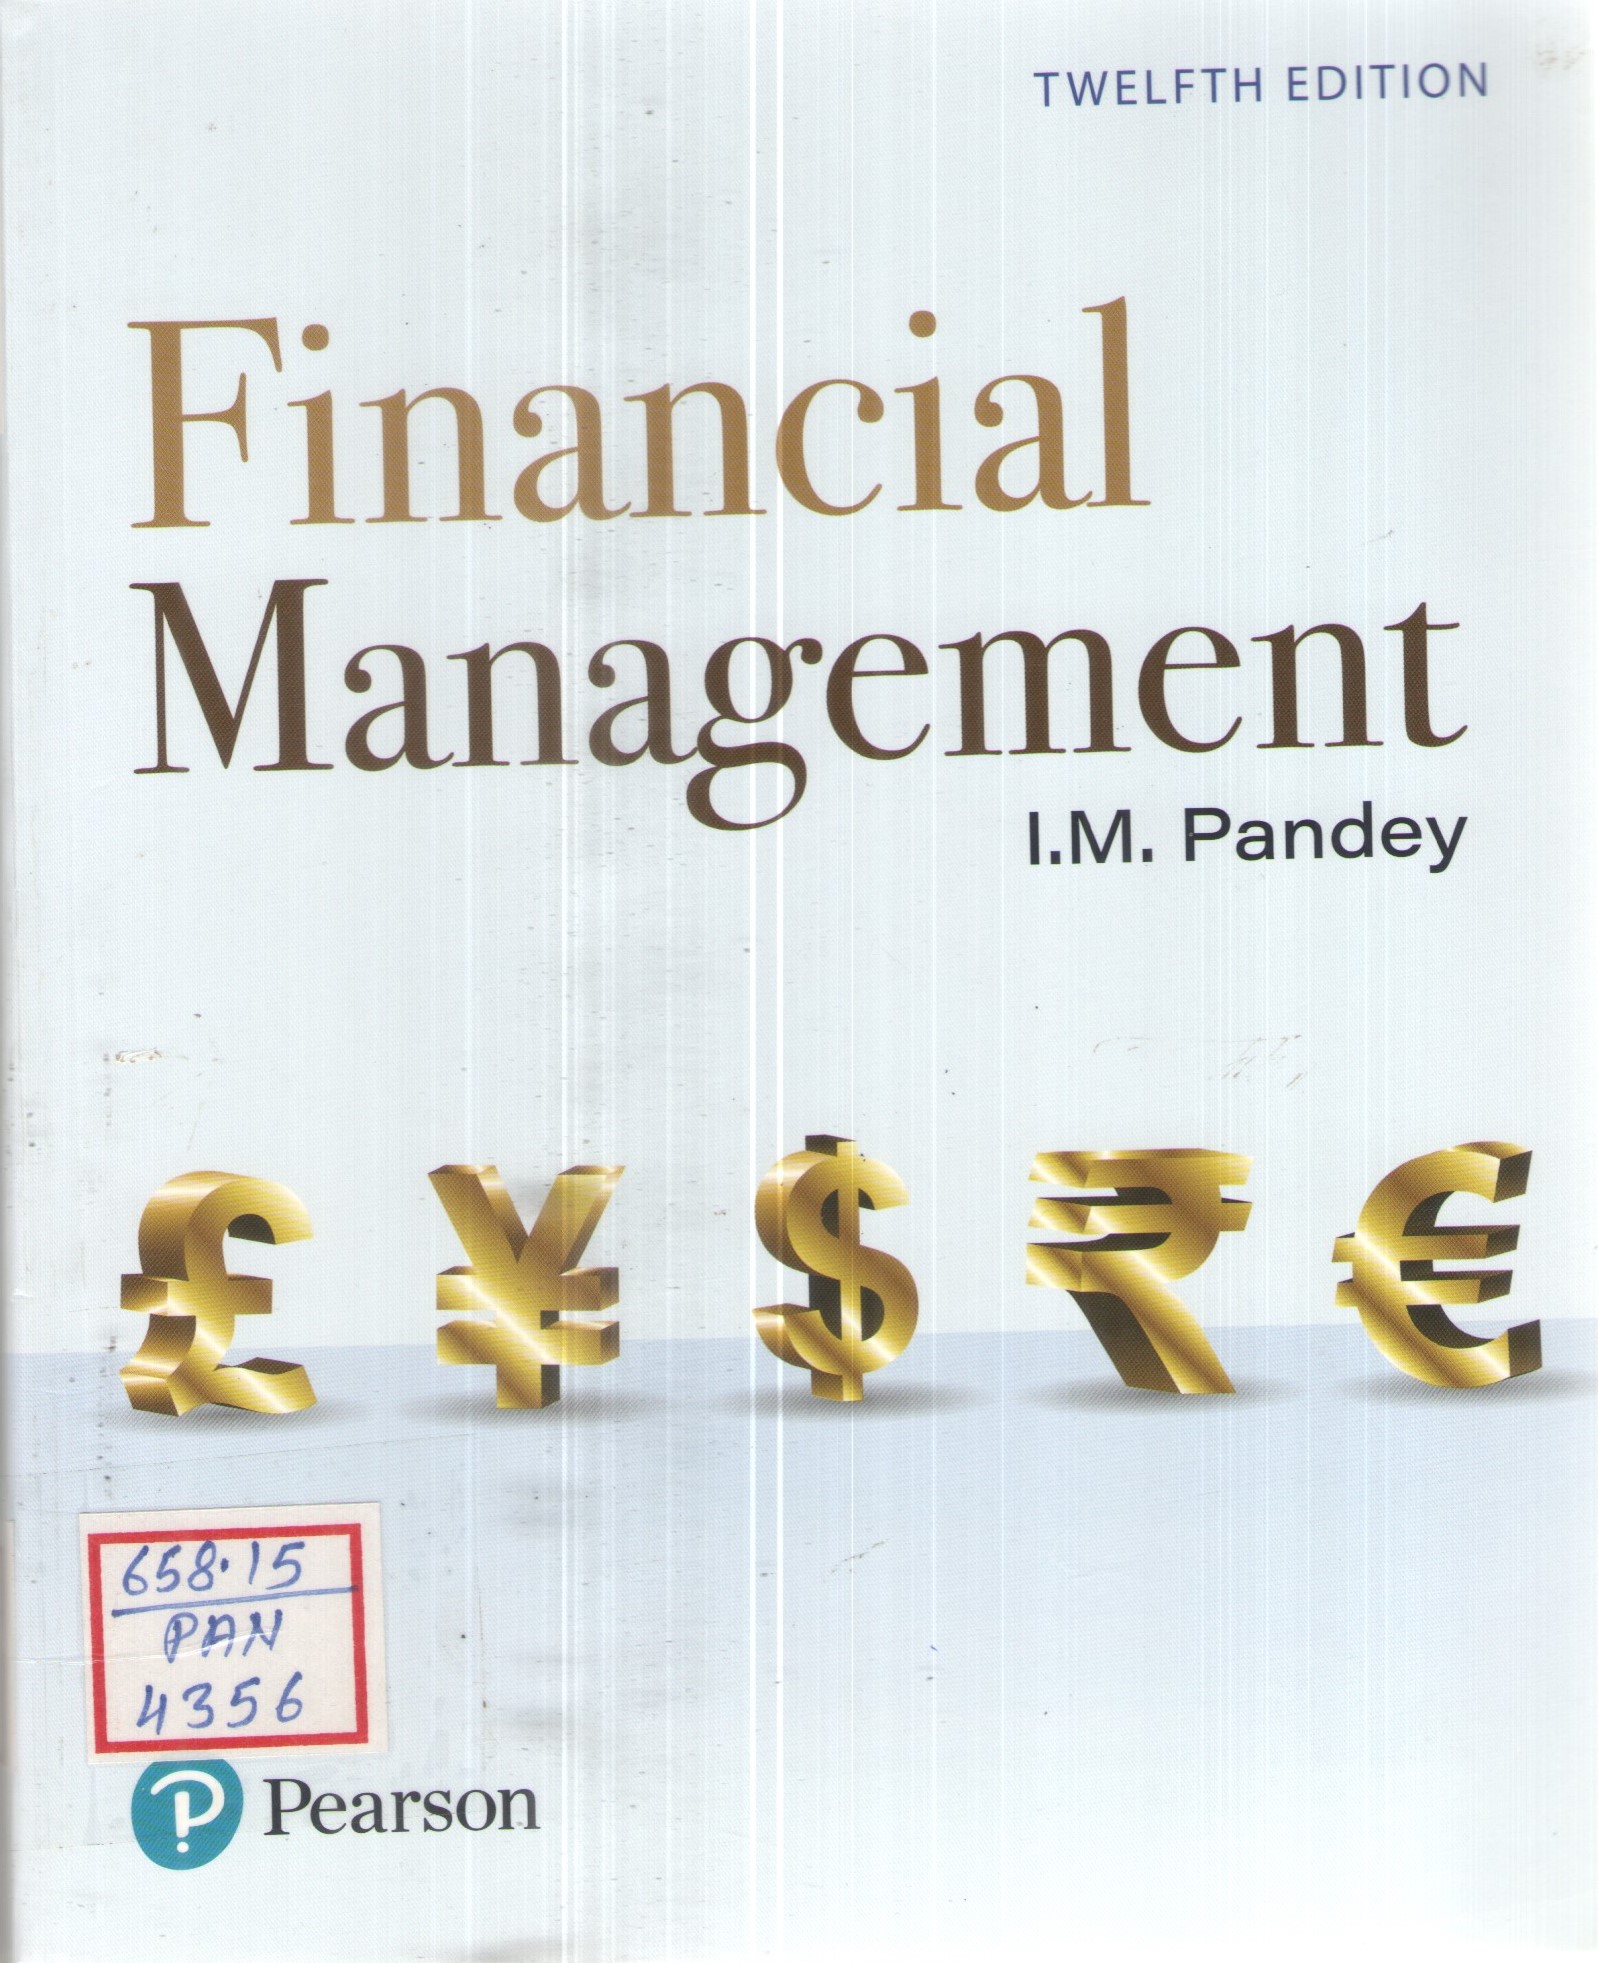 TWELFTH EDITION
Financial
Management
I.M. Pandey
£ ¥ $ ₹ €
658.15
PAN
4356
Pearson